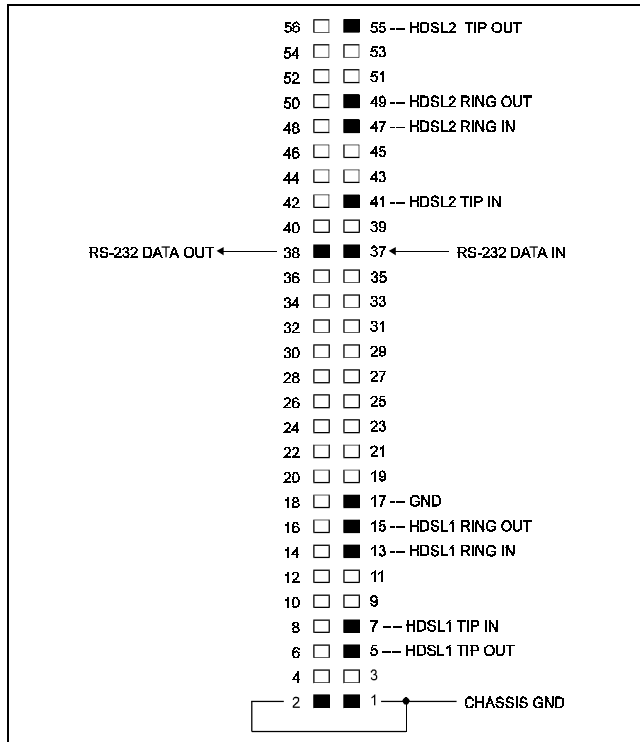 56 55 --- HDSL2 TIP OUT
54 53
52 51
50 49 --- HDSL2 RING OUT
48 47 --- HDSL2 RING IN
46 45
44 43
42 41 --- HDSL2 TIP IN
40 39
RS-232 DATA OUT 38 37 RS-232 DATA IN
36 35
34 33
32 31
30 29
28 27
26 25
24 23
22 21
20 19
18 17 --- GND
16 15 --- HDSL1 RING OUT
14 13 --- HDSL1 RING IN
12 11
10 9
8 7 --- HDSL1 TIP IN
6 5 --- HDSL1 TIP OUT
4 3
2 1 CHASSIS GND